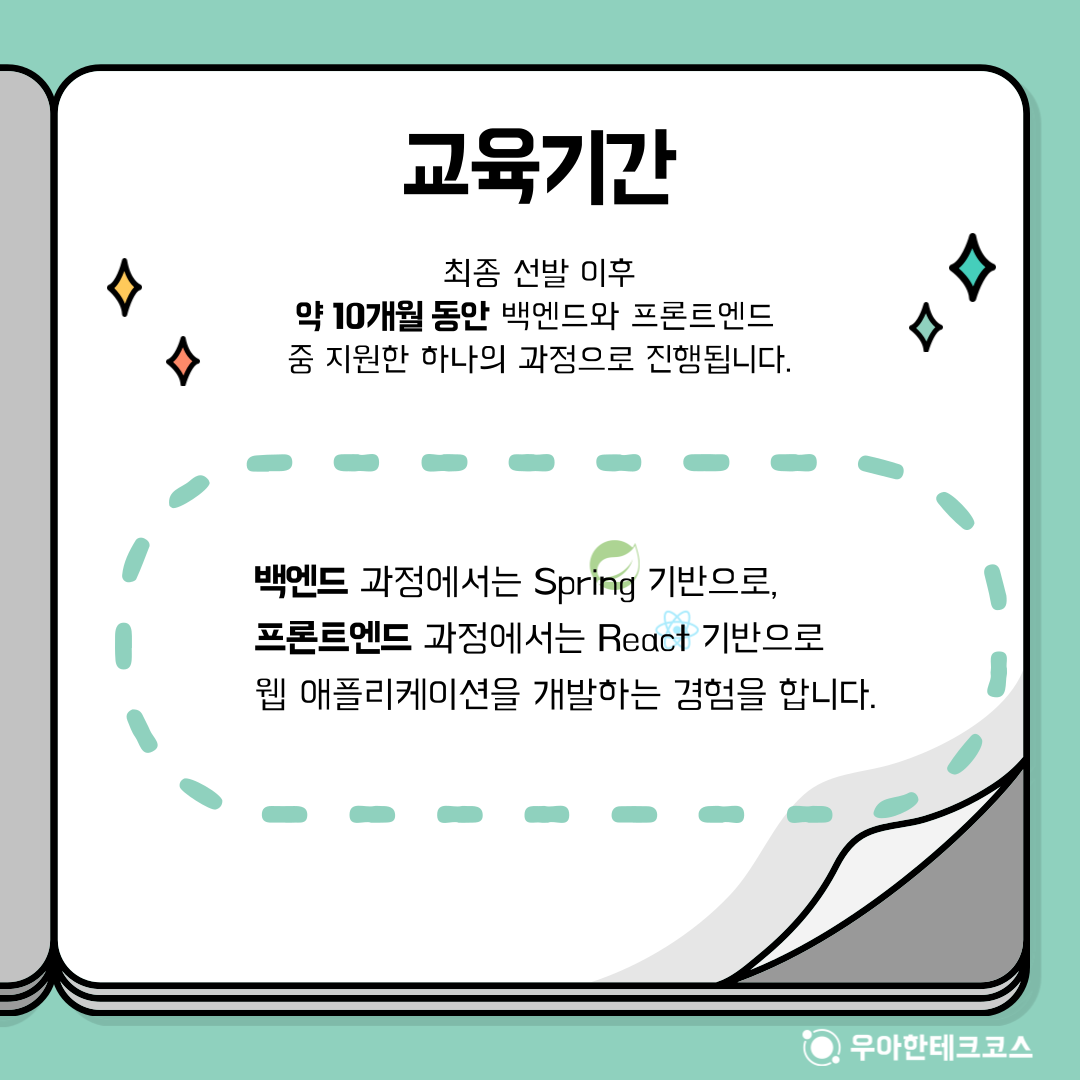 교육기간
최종 선발 이후
약 10개월 동안 백엔드와 프론트엔드
중 지원한 하나의 과정으로 진행됩니다.
백엔드 과정에서는 Spring 기반으로,
프론트엔드 과정에서는 React 기반으로
웹 애플리케이션을 개발하는 경험을 합니다.
우아한테크코스